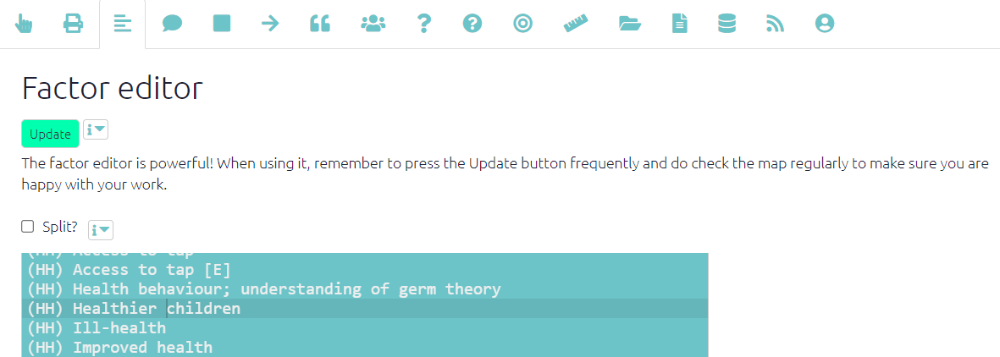 Factor editor
Update
The factor editor is powerful! When using it, remember to press the Update button frequently and do check the map regularly to make sure you are
happy with your work.
Split?
(HH) Access to tap
(HH) Access to tap [E]
(HH) Health behaviour; understanding of germ theory
(HH) Healthier children
(HH) Ill-health
(HH) Improved health